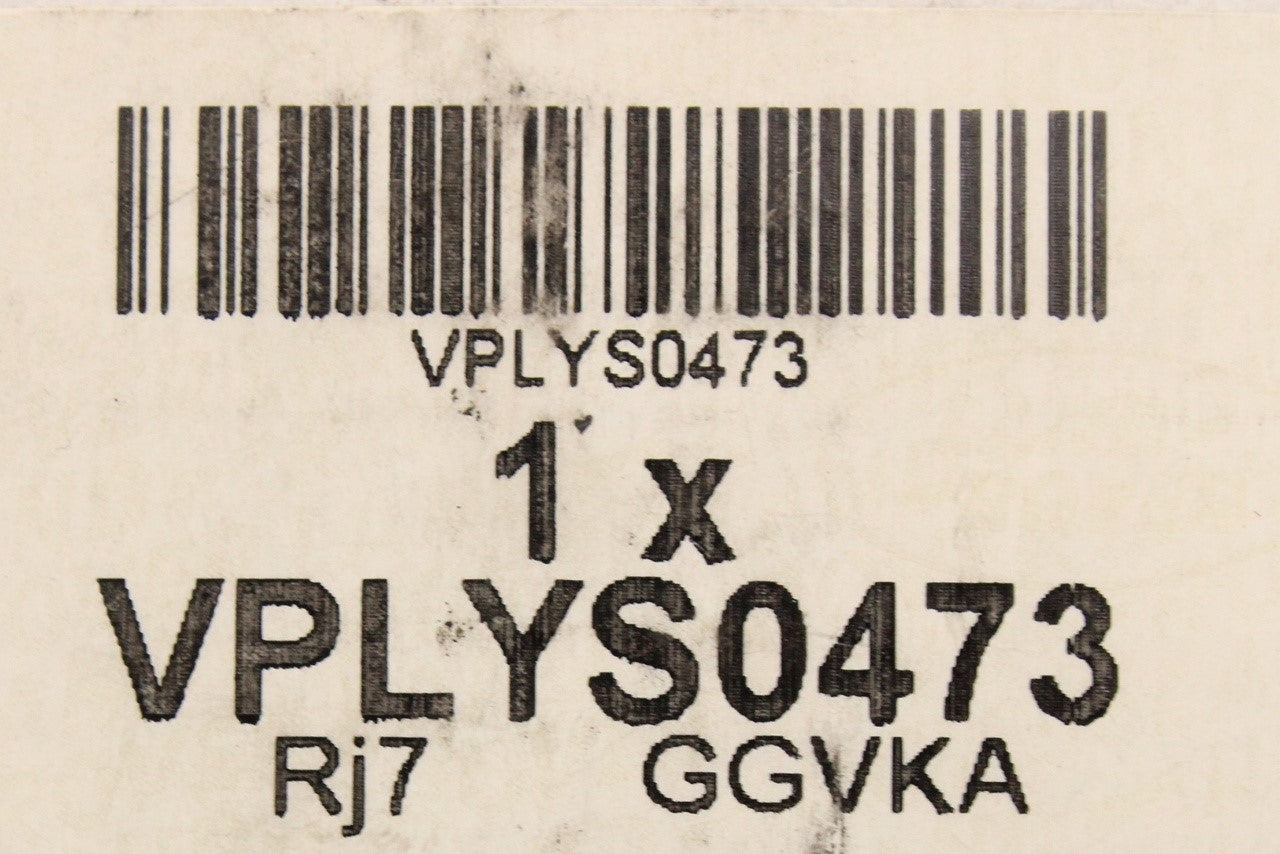 VPLYS0473
1 x
VPLYS0473
Rj7 GGVKA